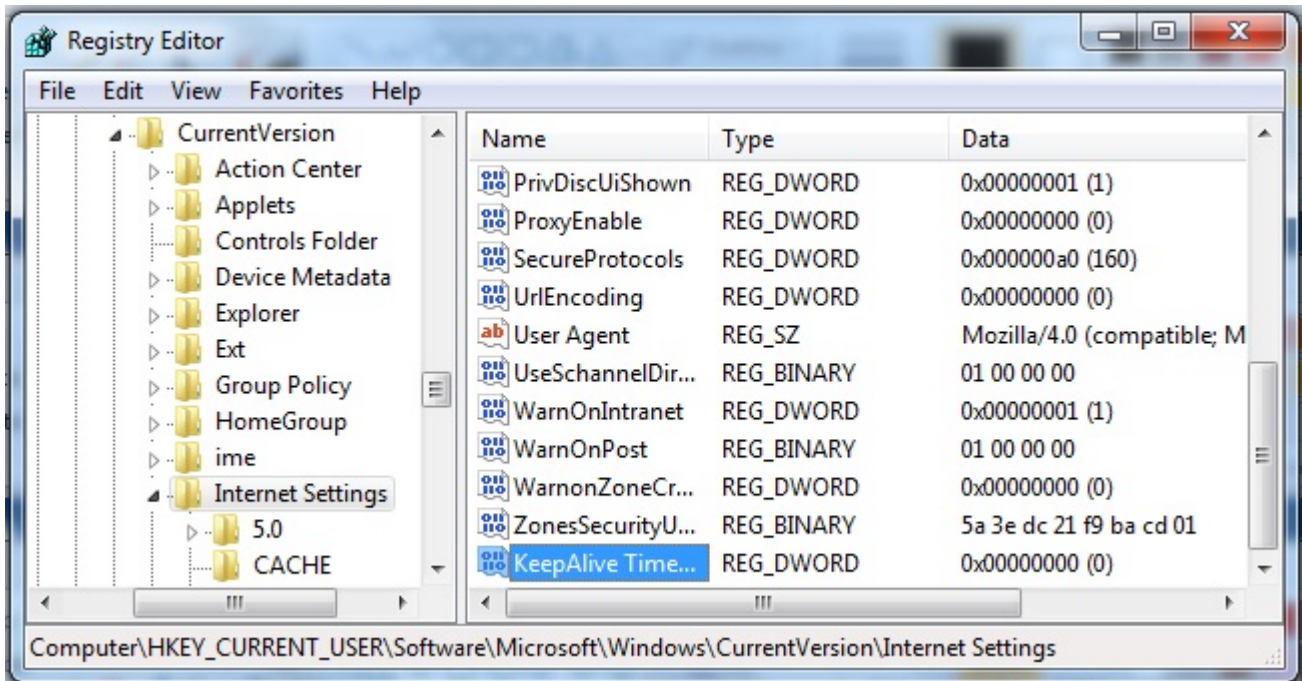 Registry Editor
File Edit View Favorites Help
CurrentVersion
Action Center
Applets
Controls Folder
Device Metadata
Explorer
Ext
Group Policy
HomeGroup
ime
Internet Settings
5.0
CACHE
Name Type Data
PrivDiscUiShown REG_DWORD 0x00000001 (1)
ProxyEnable REG_DWORD 0x00000000 (0)
SecureProtocols REG_DWORD 0x000000a0 (160)
UrlEncoding REG_DWORD 0x00000000 (0)
User Agent REG_SZ Mozilla/4.0 (compatible; M
UseSchannelDir... REG_BINARY 01 00 00 00
WarnOnIntranet REG_DWORD 0x00000001 (1)
WarnOnPost REG_BINARY 01 00 00 00
WarnonZoneCr... REG_DWORD 0x00000000 (0)
ZonesSecurityU... REG_BINARY 5a 3e dc 21 f9 ba cd 01
KeepAlive Time... REG_DWORD 0x00000000 (0)
Computer\HKEY_CURRENT_USER\Software\Microsoft\Windows\CurrentVersion\Internet Settings